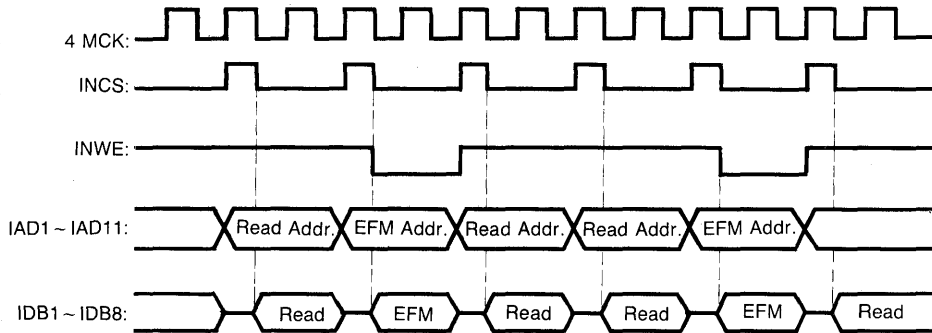 4 MCK:
INCS:
INWE:
IAD1 ~ IAD11: Read Addr. EFM Addr. Read Addr. Read Addr. EFM Addr.
IDB1 ~ IDB8: Read EFM Read Read EFM Read